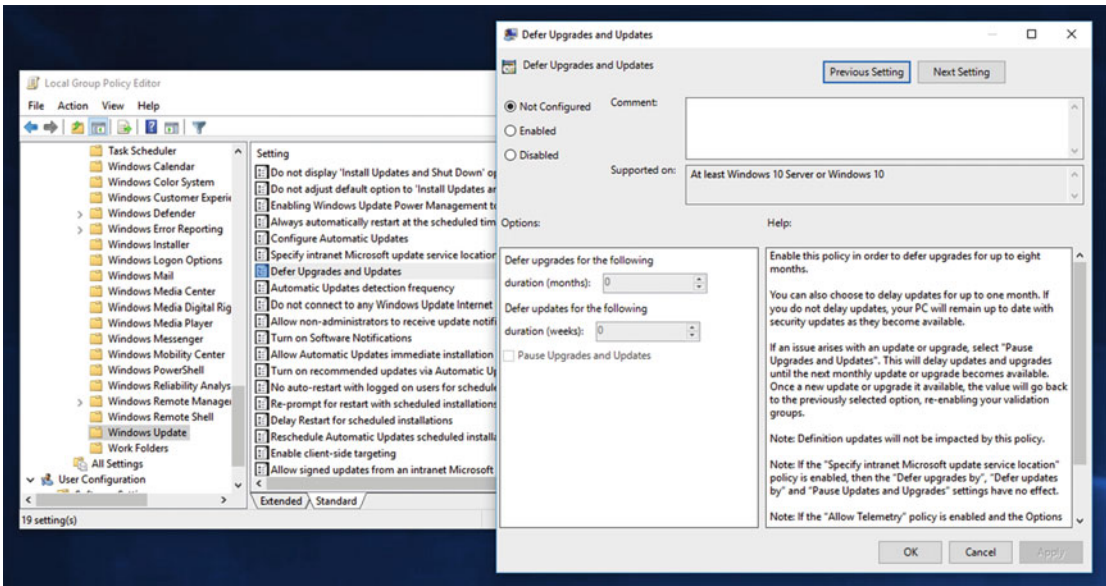 Local Group Policy Editor
File Action View Help
Task Scheduler
Windows Calendar
Windows Color System
Windows Customer Experie
Windows Defender
Windows Error Reporting
Windows Installer
Windows Logon Options
Windows Mail
Windows Media Center
Windows Media Digital Rig
Windows Media Player
Windows Messenger
Windows Mobility Center
Windows PowerShell
Windows Reliability Analys
Windows Remote Manage
Windows Remote Shell
Windows Update
Work Folders
All Settings
User Configuration
Setting
Do not display 'Install Updates and Shut Down' op
Do not adjust default option to 'Install Updates an
Enabling Windows Update Power Management to
Always automatically restart at the scheduled tim
Configure Automatic Updates
Specify intranet Microsoft update service location
Defer Upgrades and Updates
Automatic Updates detection frequency
Do not connect to any Windows Update Internet
Allow non-administrators to receive update notifi
Turn on Software Notifications
Allow Automatic Updates immediate installation
Turn on recommended updates via Automatic Up
No auto-restart with logged on users for schedule
Re-prompt for restart with scheduled installations
Delay Restart for scheduled installations
Reschedule Automatic Updates scheduled installa
Enable client-side targeting
Allow signed updates from an intranet Microsoft
Extended Standard
19 setting(s)
Defer Upgrades and Updates
Defer Upgrades and Updates
Previous Setting Next Setting
Not Configured
Enabled
Disabled
Comment:
Supported on: At least Windows 10 Server or Windows 10
Options:
Defer upgrades for the following
duration (months): 0
Defer updates for the following
duration (weeks): 0
Pause Upgrades and Updates
Help:
Enable this policy in order to defer upgrades for up to eight
months.
You can also choose to delay updates for up to one month. If
you do not delay updates, your PC will remain up to date with
security updates as they become available.
If an issue arises with an update or upgrade, select "Pause
Upgrades and Updates". This will delay updates and upgrades
until the next monthly update or upgrade becomes available.
Once a new update or upgrade it available, the value will go back
to the previously selected option, re-enabling your validation
groups.
Note: Definition updates will not be impacted by this policy.
Note: If the "Specify intranet Microsoft update service location"
policy is enabled, then the "Defer upgrades by", "Defer updates
by" and "Pause Updates and Upgrades" settings have no effect.
Note: If the "Allow Telemetry" policy is enabled and the Options
OK Cancel Apply